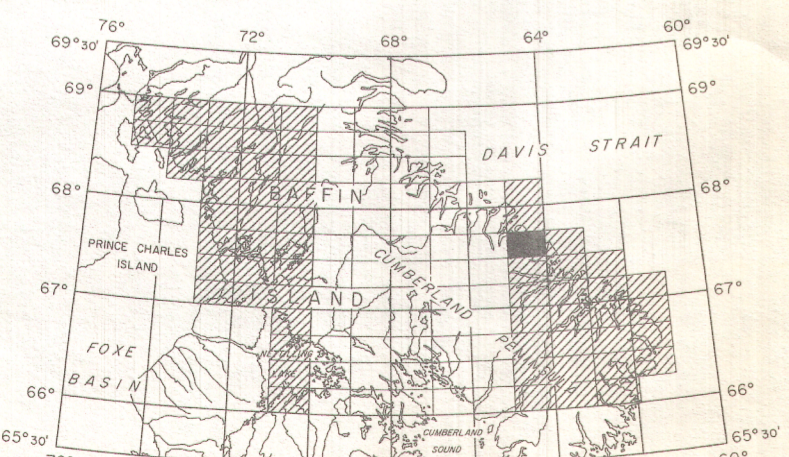 76°
72°
68°
64°
60°
69°30'
69°30'
69°
69°
DAVIS STRAIT
68°
68°
BAFFIN
PRINCE CHARLES
ISLAND
CUMBERLAND
67°
67°
ISLAND
PENINSULA
FOXE
BASIN
NETTILLING
LAKE
66°
66°
CUMBERLAND
SOUND
65°30'
65°30'